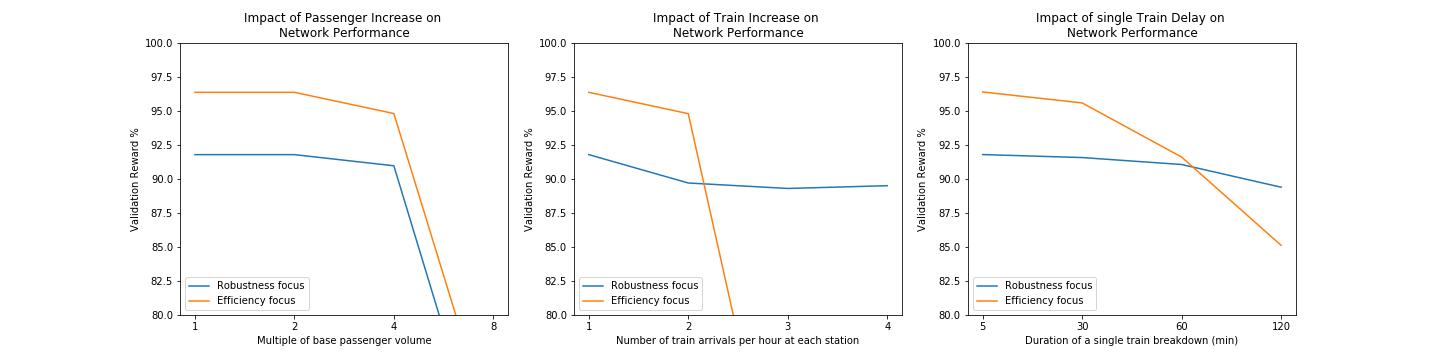 Impact of Passenger Increase on
Network Performance
100.0
97.5
95.0
92.5
90.0
87.5
85.0
82.5
80.0
Validation Reward %
Robustness focus
Efficiency focus
1 2 4 8
Multiple of base passenger volume
Impact of Train Increase on
Network Performance
100.0
97.5
95.0
92.5
90.0
87.5
85.0
82.5
80.0
Validation Reward %
Robustness focus
Efficiency focus
1 2 3 4
Number of train arrivals per hour at each station
Impact of single Train Delay on
Network Performance
100.0
97.5
95.0
92.5
90.0
87.5
85.0
82.5
80.0
Validation Reward %
Robustness focus
Efficiency focus
5 30 60 120
Duration of a single train breakdown (min)